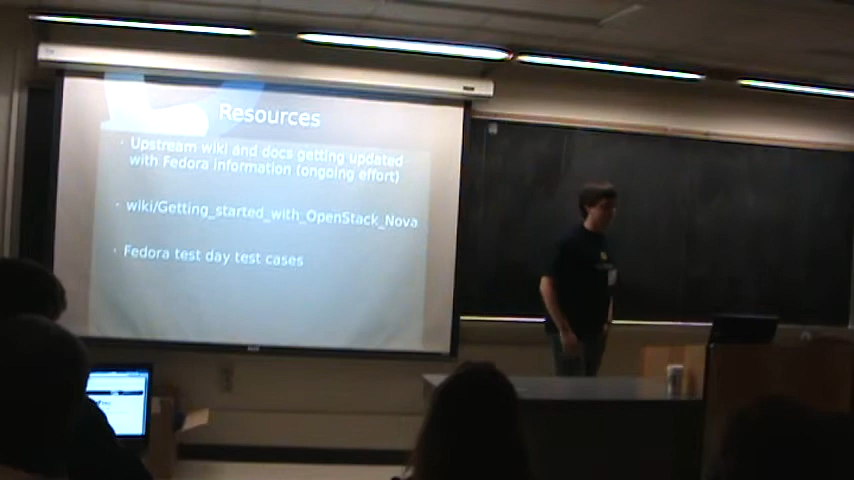 Resources
Upstream wiki and docs getting updated
with Fedora information (ongoing effort)
wiki/Getting_started_with_OpenStack_Nova
Fedora test day test cases